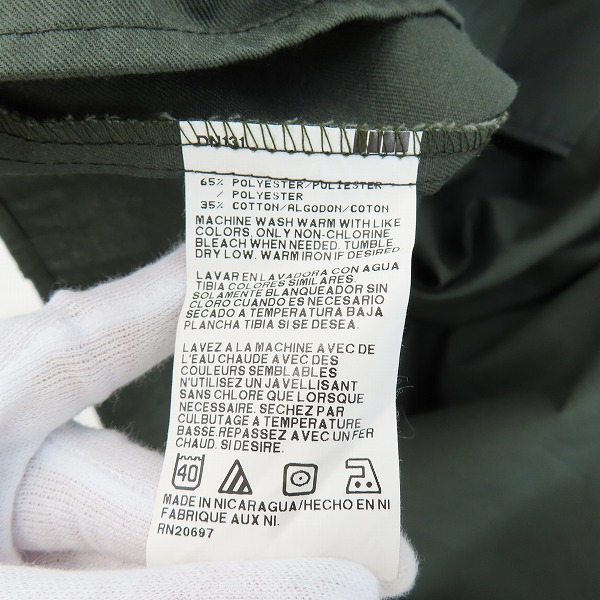 DN131
65% POLYESTER/POLIESTER
/ POLYESTER
35% COTTON/ALGODON/COTON
MACHINE WASH WARM WITH LIKE
COLORS, ONLY NON-CHLORINE
BLEACH WHEN NEEDED. TUMBLE
DRY LOW. WARM IRON IF DESIRED
LAVAR EN LAVADORA CON AGUA
TIBIA COLORES SIMILARES.
SOLAMENTE BLANQUEADOR SIN
CLORO CUANDO ES NECESARIO
SECADO A TEMPERATURA BAJA
PLANCHA TIBIA SI SE DESEA.
LAVEZ A LA MACHINE AVEC DE
L'EAU CHAUDE AVEC DES
COULEURS SEMBLABLES
N'UTILISEZ UN JAVELLISANT
SANS CHLORE QUE LORSQUE
NECESSAIRE. SECHEZ PAR
CULBUTAGE A TEMPERATURE
BASSE.REPASSEZ AVEC UN FER
CHAUD. SI DESIRE.
40
MADE IN NICARAGUA/HECHO EN NI
FABRIQUE AUX NI.
RN20697